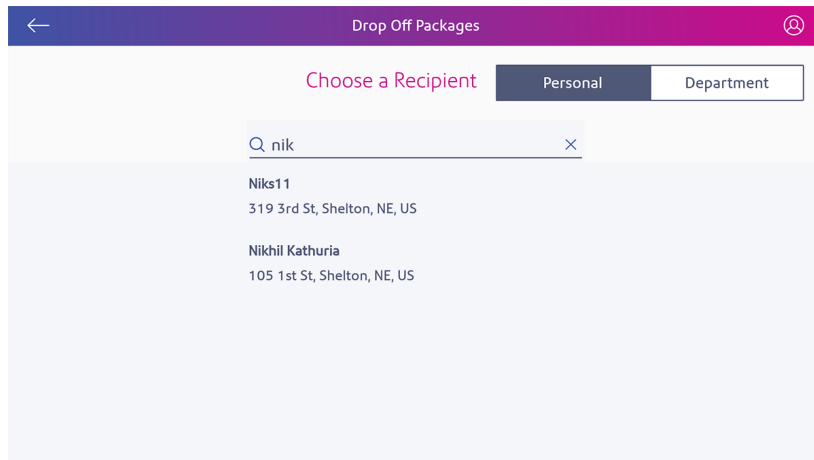 Drop Off Packages
Choose a Recipient
Personal
Department
nik
Niks11
319 3rd St, Shelton, NE, US
Nikhil Kathuria
105 1st St, Shelton, NE, US